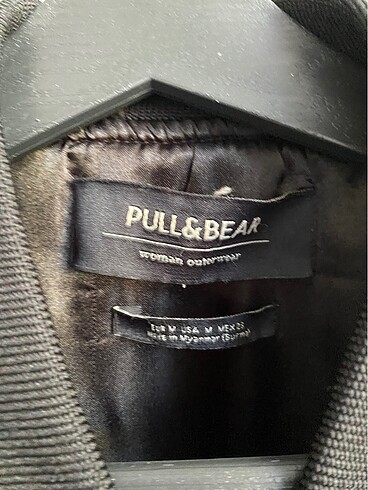 PULL&BEAR
woman outerwear
EUR M USA M MEX 28
Made in Myanmar (Burma)